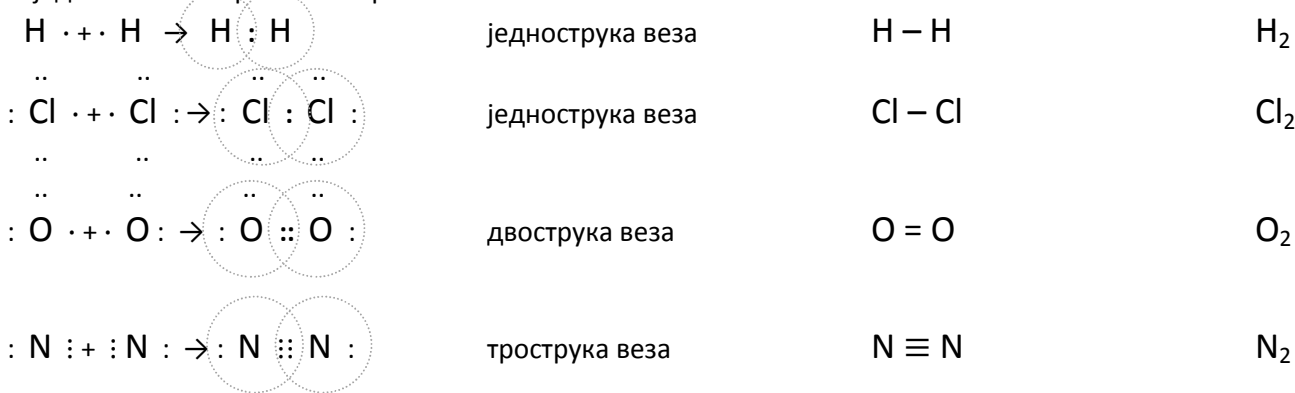 H · + · H → H : H једнострука веза H – H H₂
.. .. .. ..
: Cl · + · Cl : → : Cl : Cl : једнострука веза Cl – Cl Cl₂
.. .. .. ..
.. .. .. ..
: O · + · O : → : O :: O : двострука веза O = O O₂
: N ⋮ + ⋮ N : → : N ⋮⋮ N : трострука веза N ≡ N N₂